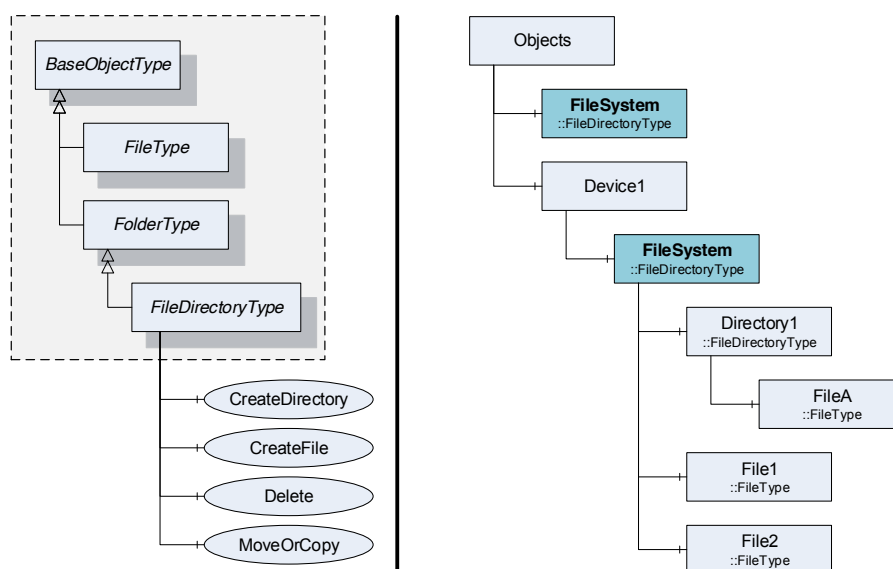 BaseObjectType
FileType
FolderType
FileDirectoryType
CreateDirectory
CreateFile
Delete
MoveOrCopy
Objects
FileSystem
::FileDirectoryType
Device1
FileSystem
::FileDirectoryType
Directory1
::FileDirectoryType
FileA
::FileType
File1
::FileType
File2
::FileType